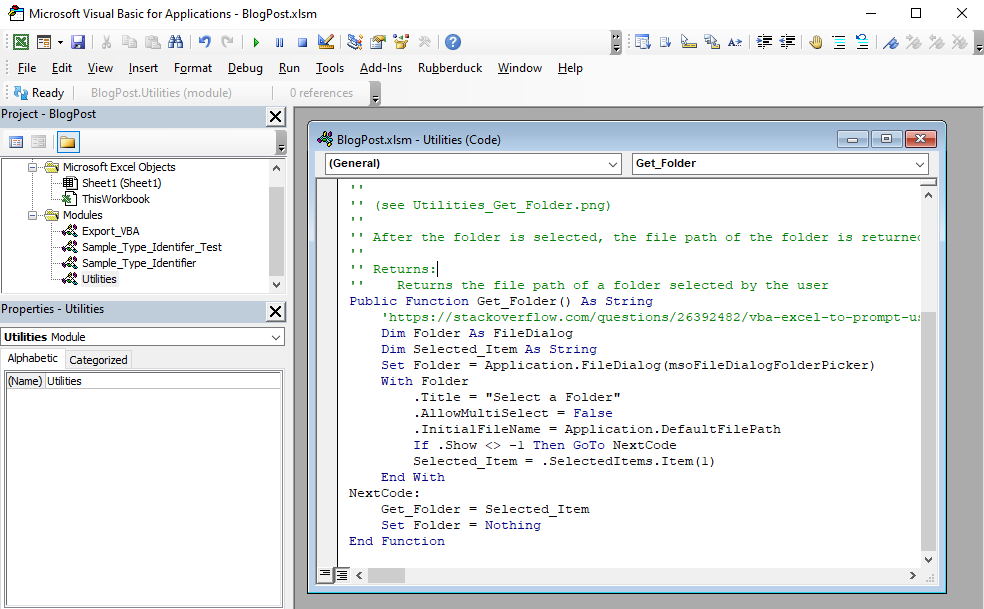 Microsoft Visual Basic for Applications - BlogPost.xlsm
File Edit View Insert Format Debug Run Tools Add-Ins Rubberduck Window Help
Ready BlogPost.Utilities (module) 0 references
Project - BlogPost
Microsoft Excel Objects
Sheet1 (Sheet1)
ThisWorkbook
Modules
Export_VBA
Sample_Type_Identifer_Test
Sample_Type_Identifier
Utilities
Properties - Utilities
Utilities Module
Alphabetic Categorized
(Name) Utilities
BlogPost.xlsm - Utilities (Code)
(General) Get_Folder
''
'' (see Utilities_Get_Folder.png)
''
'' After the folder is selected, the file path of the folder is returned
''
'' Returns:
''    Returns the file path of a folder selected by the user
Public Function Get_Folder() As String
    'https://stackoverflow.com/questions/26392482/vba-excel-to-prompt-us
    Dim Folder As FileDialog
    Dim Selected_Item As String
    Set Folder = Application.FileDialog(msoFileDialogFolderPicker)
    With Folder
        .Title = "Select a Folder"
        .AllowMultiSelect = False
        .InitialFileName = Application.DefaultFilePath
        If .Show <> -1 Then GoTo NextCode
        Selected_Item = .SelectedItems.Item(1)
    End With
NextCode:
    Get_Folder = Selected_Item
    Set Folder = Nothing
End Function